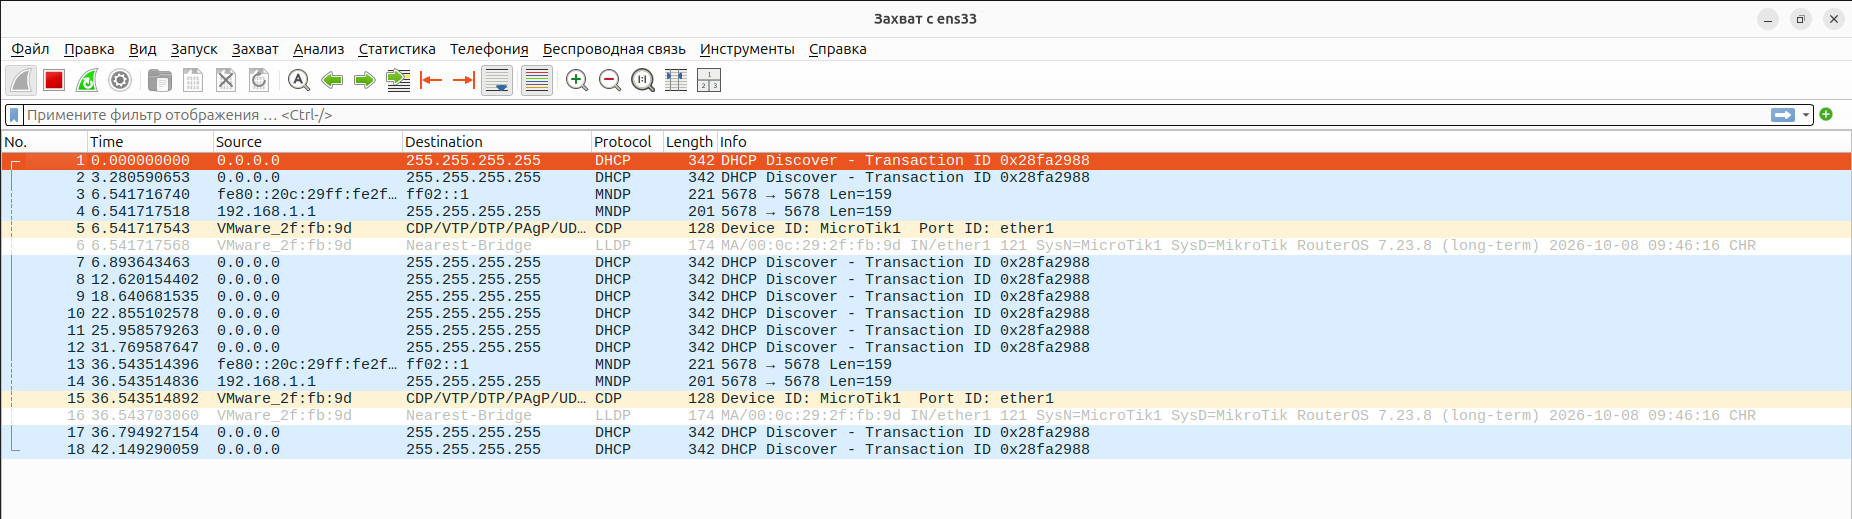 Захват с ens33
Файл Правка Вид Запуск Захват Анализ Статистика Телефония Беспроводная связь Инструменты Справка
Примените фильтр отображения … <Ctrl-/>
No. Time Source Destination Protocol Length Info
1 0.000000000 0.0.0.0 255.255.255.255 DHCP 342 DHCP Discover - Transaction ID 0x28fa2988
2 3.280590653 0.0.0.0 255.255.255.255 DHCP 342 DHCP Discover - Transaction ID 0x28fa2988
3 6.541716740 fe80::20c:29ff:fe2f… ff02::1 MNDP 221 5678 → 5678 Len=159
4 6.541717518 192.168.1.1 255.255.255.255 MNDP 201 5678 → 5678 Len=159
5 6.541717543 VMware_2f:fb:9d CDP/VTP/DTP/PAgP/UD… CDP 128 Device ID: MicroTik1 Port ID: ether1
6 6.541717568 VMware_2f:fb:9d Nearest-Bridge LLDP 174 MA/00:0c:29:2f:fb:9d IN/ether1 121 SysN=MicroTik1 SysD=MikroTik RouterOS 7.23.8 (long-term) 2026-10-08 09:46:16 CHR
7 6.893643463 0.0.0.0 255.255.255.255 DHCP 342 DHCP Discover - Transaction ID 0x28fa2988
8 12.620154402 0.0.0.0 255.255.255.255 DHCP 342 DHCP Discover - Transaction ID 0x28fa2988
9 18.640681535 0.0.0.0 255.255.255.255 DHCP 342 DHCP Discover - Transaction ID 0x28fa2988
10 22.855102578 0.0.0.0 255.255.255.255 DHCP 342 DHCP Discover - Transaction ID 0x28fa2988
11 25.958579263 0.0.0.0 255.255.255.255 DHCP 342 DHCP Discover - Transaction ID 0x28fa2988
12 31.769587647 0.0.0.0 255.255.255.255 DHCP 342 DHCP Discover - Transaction ID 0x28fa2988
13 36.543514396 fe80::20c:29ff:fe2f… ff02::1 MNDP 221 5678 → 5678 Len=159
14 36.543514836 192.168.1.1 255.255.255.255 MNDP 201 5678 → 5678 Len=159
15 36.543514892 VMware_2f:fb:9d CDP/VTP/DTP/PAgP/UD… CDP 128 Device ID: MicroTik1 Port ID: ether1
16 36.543703060 VMware_2f:fb:9d Nearest-Bridge LLDP 174 MA/00:0c:29:2f:fb:9d IN/ether1 121 SysN=MicroTik1 SysD=MikroTik RouterOS 7.23.8 (long-term) 2026-10-08 09:46:16 CHR
17 36.794927154 0.0.0.0 255.255.255.255 DHCP 342 DHCP Discover - Transaction ID 0x28fa2988
18 42.149290059 0.0.0.0 255.255.255.255 DHCP 342 DHCP Discover - Transaction ID 0x28fa2988